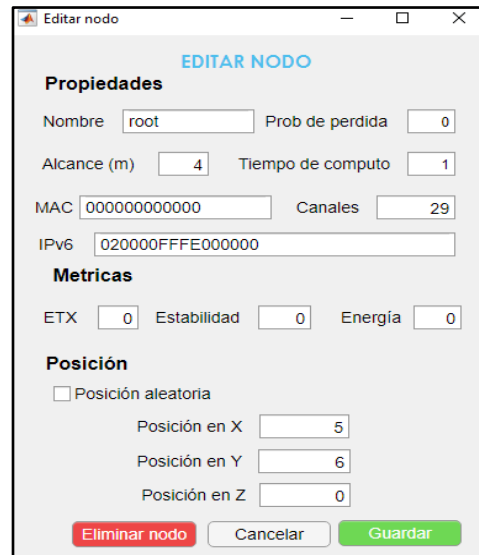 Editar nodo
EDITAR NODO
Propiedades
Nombre root Prob de perdida 0
Alcance (m) 4 Tiempo de computo 1
MAC 000000000000 Canales 29
IPv6 020000FFFE000000
Metricas
ETX 0 Estabilidad 0 Energía 0
Posición
Posición aleatoria
Posición en X 5
Posición en Y 6
Posición en Z 0
Eliminar nodo Cancelar Guardar